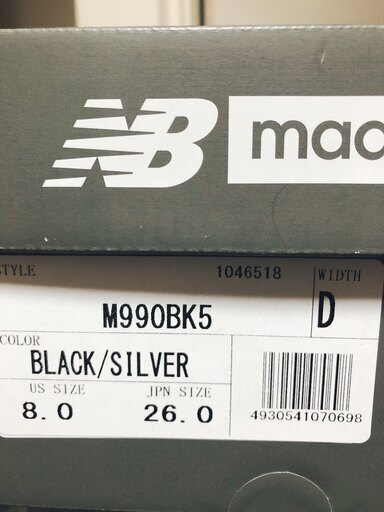 NB mad
STYLE 1046518 WIDTH
M990BK5 D
COLOR
BLACK/SILVER
US SIZE JPN SIZE
8.0 26.0 4930541070698